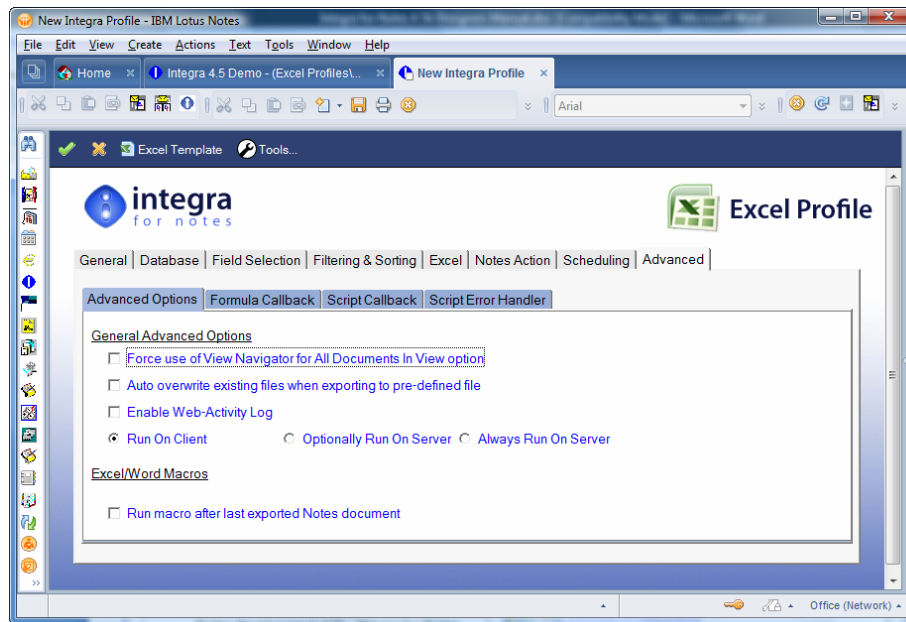 New Integra Profile - IBM Lotus Notes
File Edit View Create Actions Text Tools Window Help
Home Integra 4.5 Demo - (Excel Profiles\... New Integra Profile
Arial
Excel Template Tools...
integra
for notes
Excel Profile
General Database Field Selection Filtering & Sorting Excel Notes Action Scheduling Advanced
Advanced Options Formula Callback Script Callback Script Error Handler
General Advanced Options
Force use of View Navigator for All Documents In View option
Auto overwrite existing files when exporting to pre-defined file
Enable Web-Activity Log
Run On Client Optionally Run On Server Always Run On Server
Excel/Word Macros
Run macro after last exported Notes document
Office (Network)